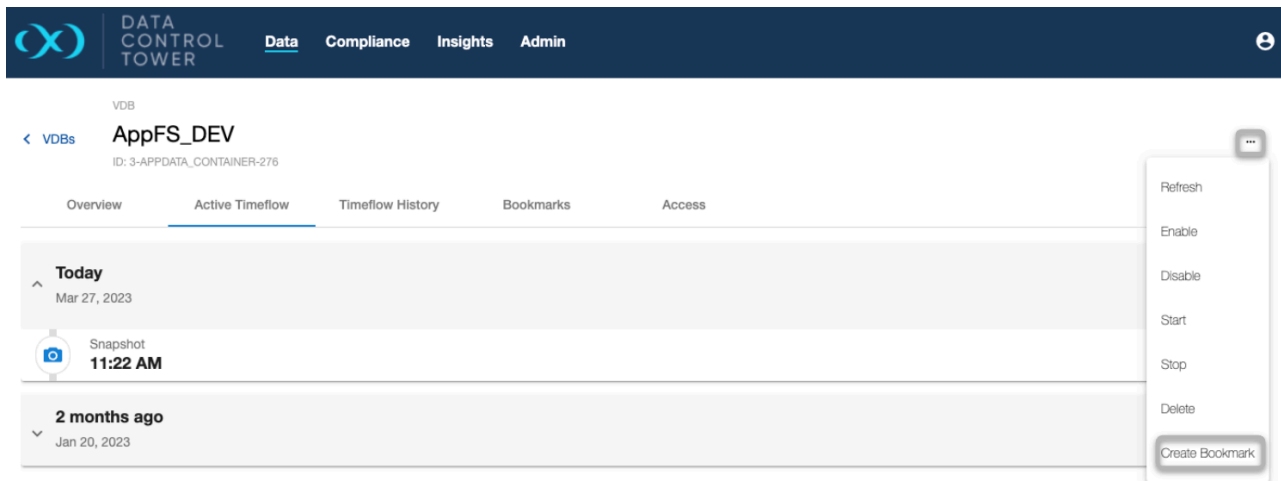 DATA
CONTROL
TOWER
Data Compliance Insights Admin
VDB
VDBs
AppFS_DEV
ID: 3-APPDATA_CONTAINER-276
...
Overview Active Timeflow Timeflow History Bookmarks Access
Today
Mar 27, 2023
Snapshot
11:22 AM
2 months ago
Jan 20, 2023
Refresh
Enable
Disable
Start
Stop
Delete
Create Bookmark